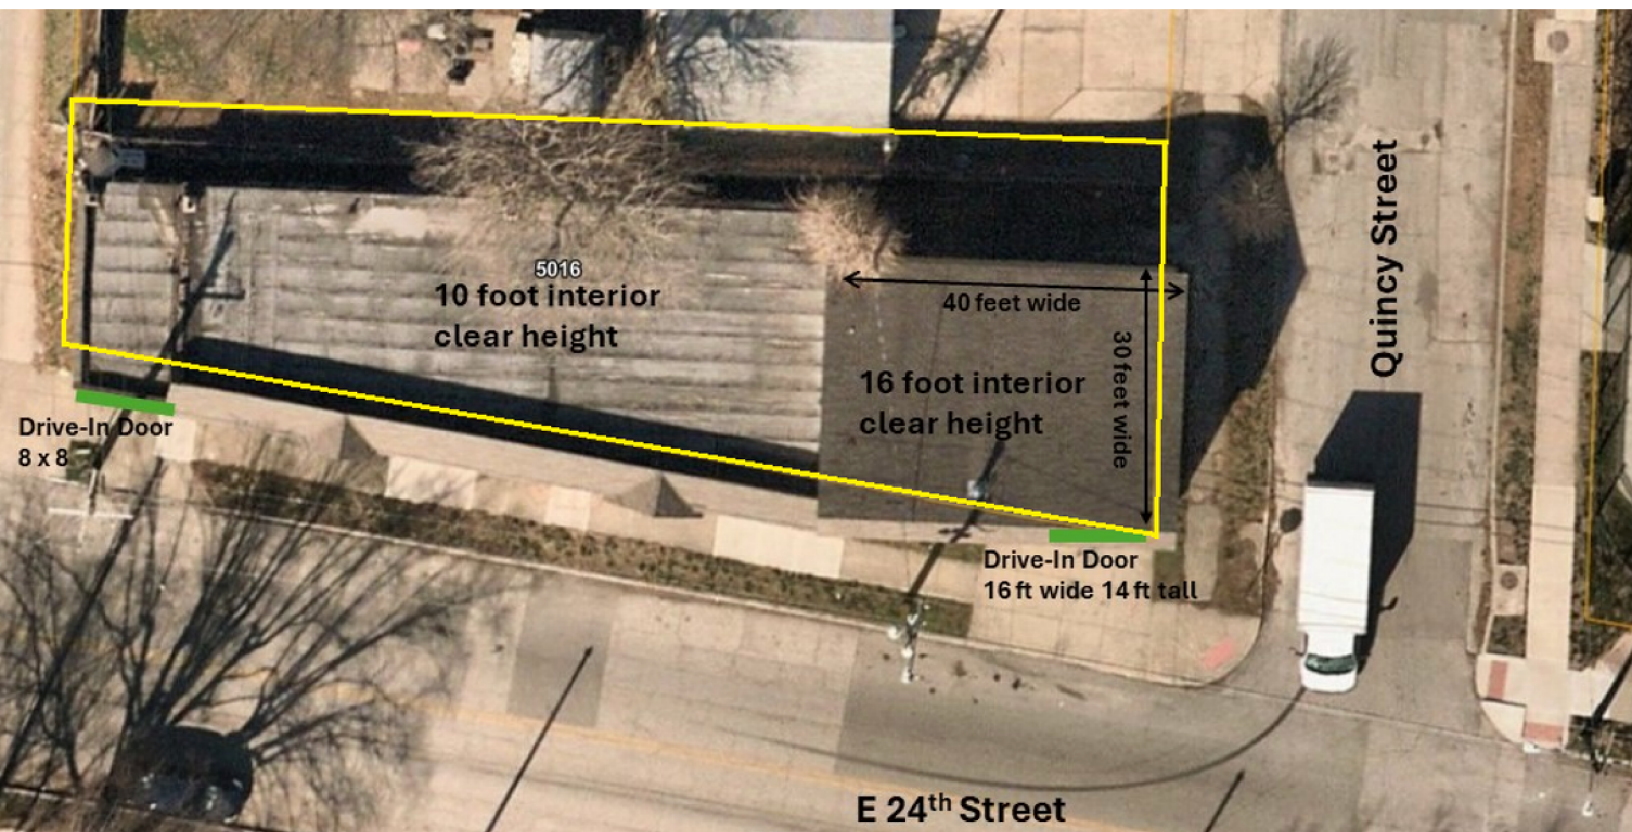 5016
10 foot interior
clear height
40 feet wide
30 feet wide
16 foot interior
clear height
Quincy Street
Drive-In Door
8 x 8
Drive-In Door
16 ft wide 14 ft tall
E 24th Street